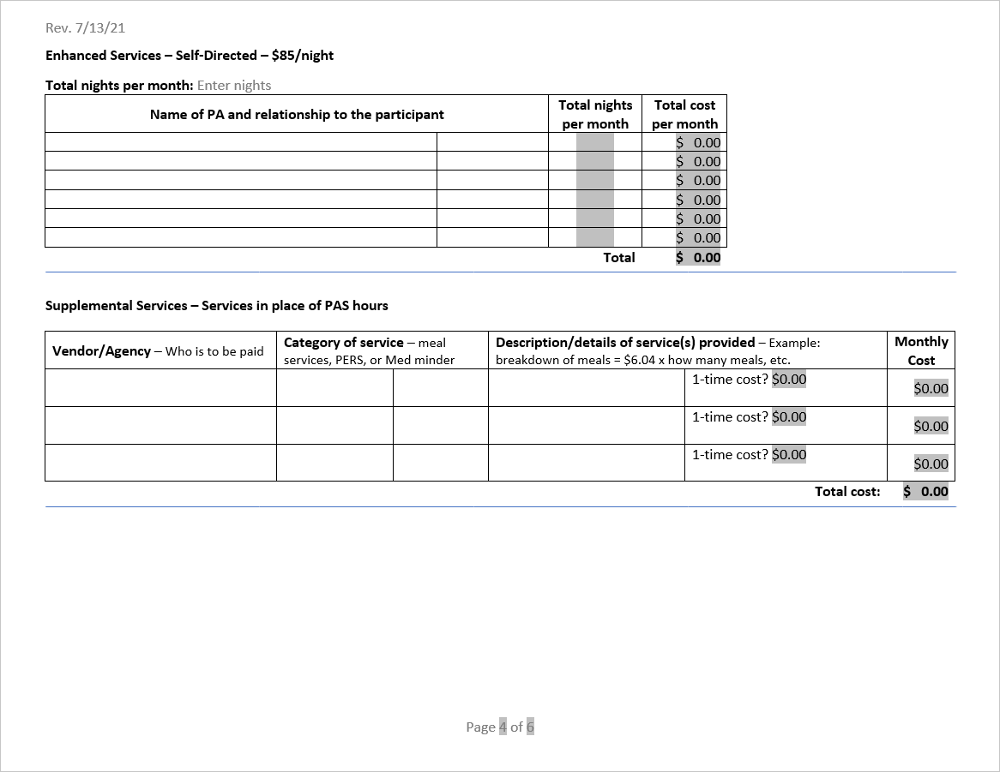 Rev. 7/13/21
Enhanced Services – Self-Directed – $85/night
Total nights per month: Enter nights
Name of PA and relationship to the participant
Total nights per month
Total cost per month
$ 0.00
$ 0.00
$ 0.00
$ 0.00
$ 0.00
$ 0.00
Total $ 0.00
Supplemental Services – Services in place of PAS hours
Vendor/Agency – Who is to be paid
Category of service – meal
services, PERS, or Med minder
Description/details of service(s) provided – Example:
breakdown of meals = $6.04 x how many meals, etc.
Monthly
Cost
1-time cost? $0.00 $0.00
1-time cost? $0.00 $0.00
1-time cost? $0.00 $0.00
Total cost: $ 0.00
Page 4 of 6